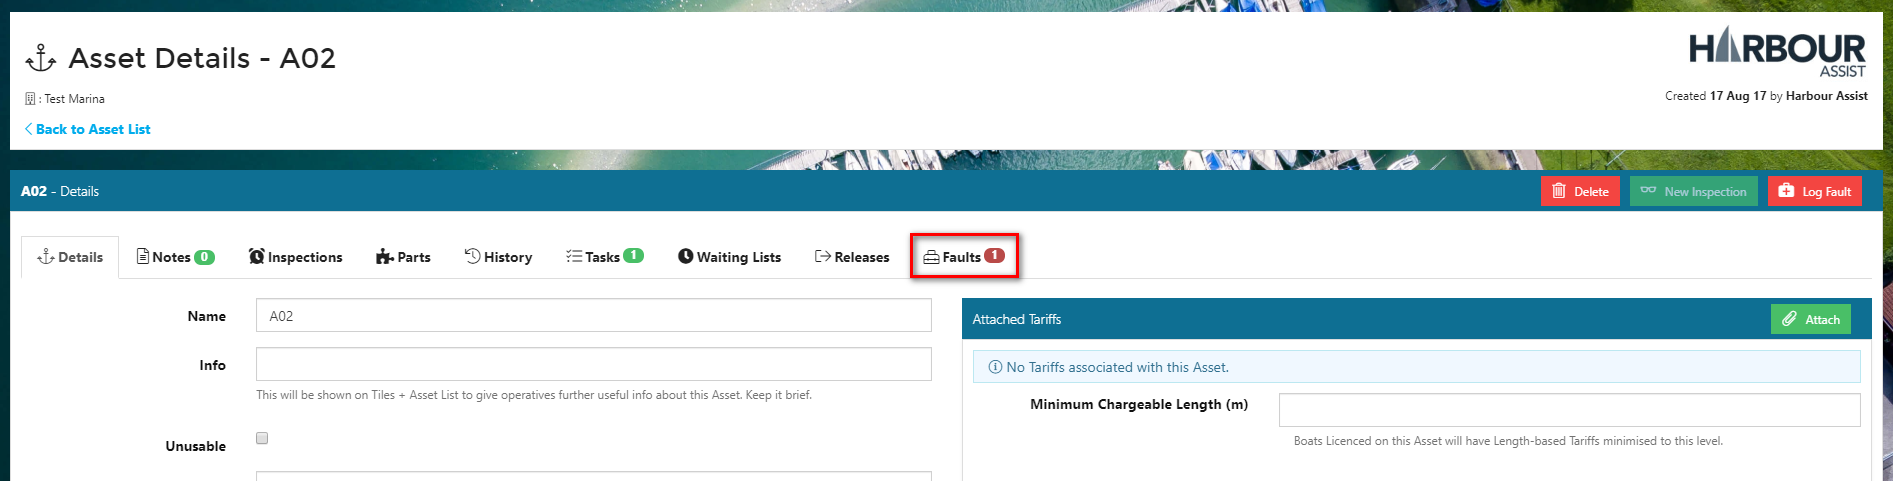 Asset Details - A02
HARBOUR
ASSIST
: Test Marina
Created 17 Aug 17 by Harbour Assist
Back to Asset List
A02 - Details
Delete
New Inspection
Log Fault
Details
Notes 0
Inspections
Parts
History
Tasks 1
Waiting Lists
Releases
Faults 1
Name
A02
Info
This will be shown on Tiles + Asset List to give operatives further useful info about this Asset. Keep it brief.
Unusable
Attached Tariffs
Attach
No Tariffs associated with this Asset.
Minimum Chargeable Length (m)
Boats Licenced on this Asset will have Length-based Tariffs minimised to this level.